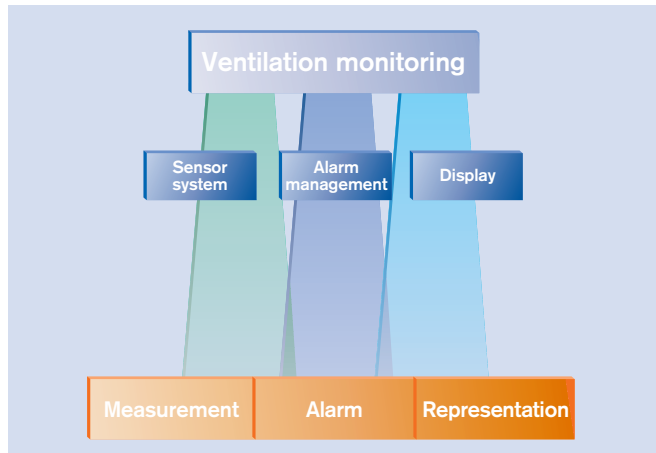 Ventilation monitoring
Sensor
system
Alarm
management
Display
Measurement
Alarm
Representation